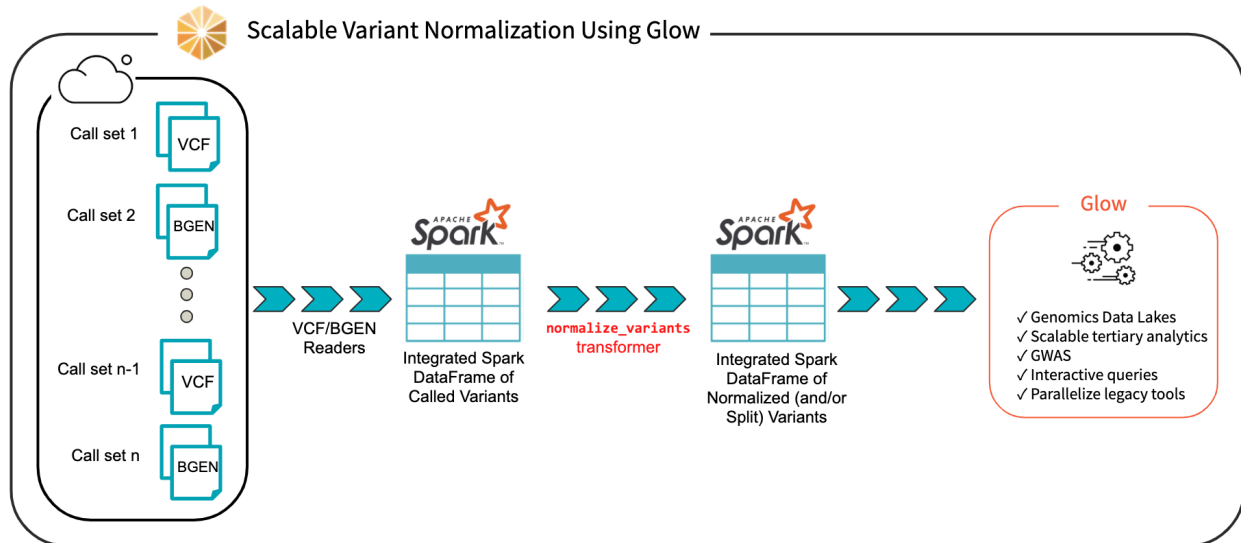 Scalable Variant Normalization Using Glow
Call set 1
VCF
Call set 2
BGEN
Call set n-1
VCF
Call set n
BGEN
VCF/BGEN
Readers
APACHE
Spark™
Integrated Spark
DataFrame of
Called Variants
normalize_variants
transformer
APACHE
Spark™
Integrated Spark
DataFrame of
Normalized (and/or
Split) Variants
Glow
✓ Genomics Data Lakes
✓ Scalable tertiary analytics
✓ GWAS
✓ Interactive queries
✓ Parallelize legacy tools